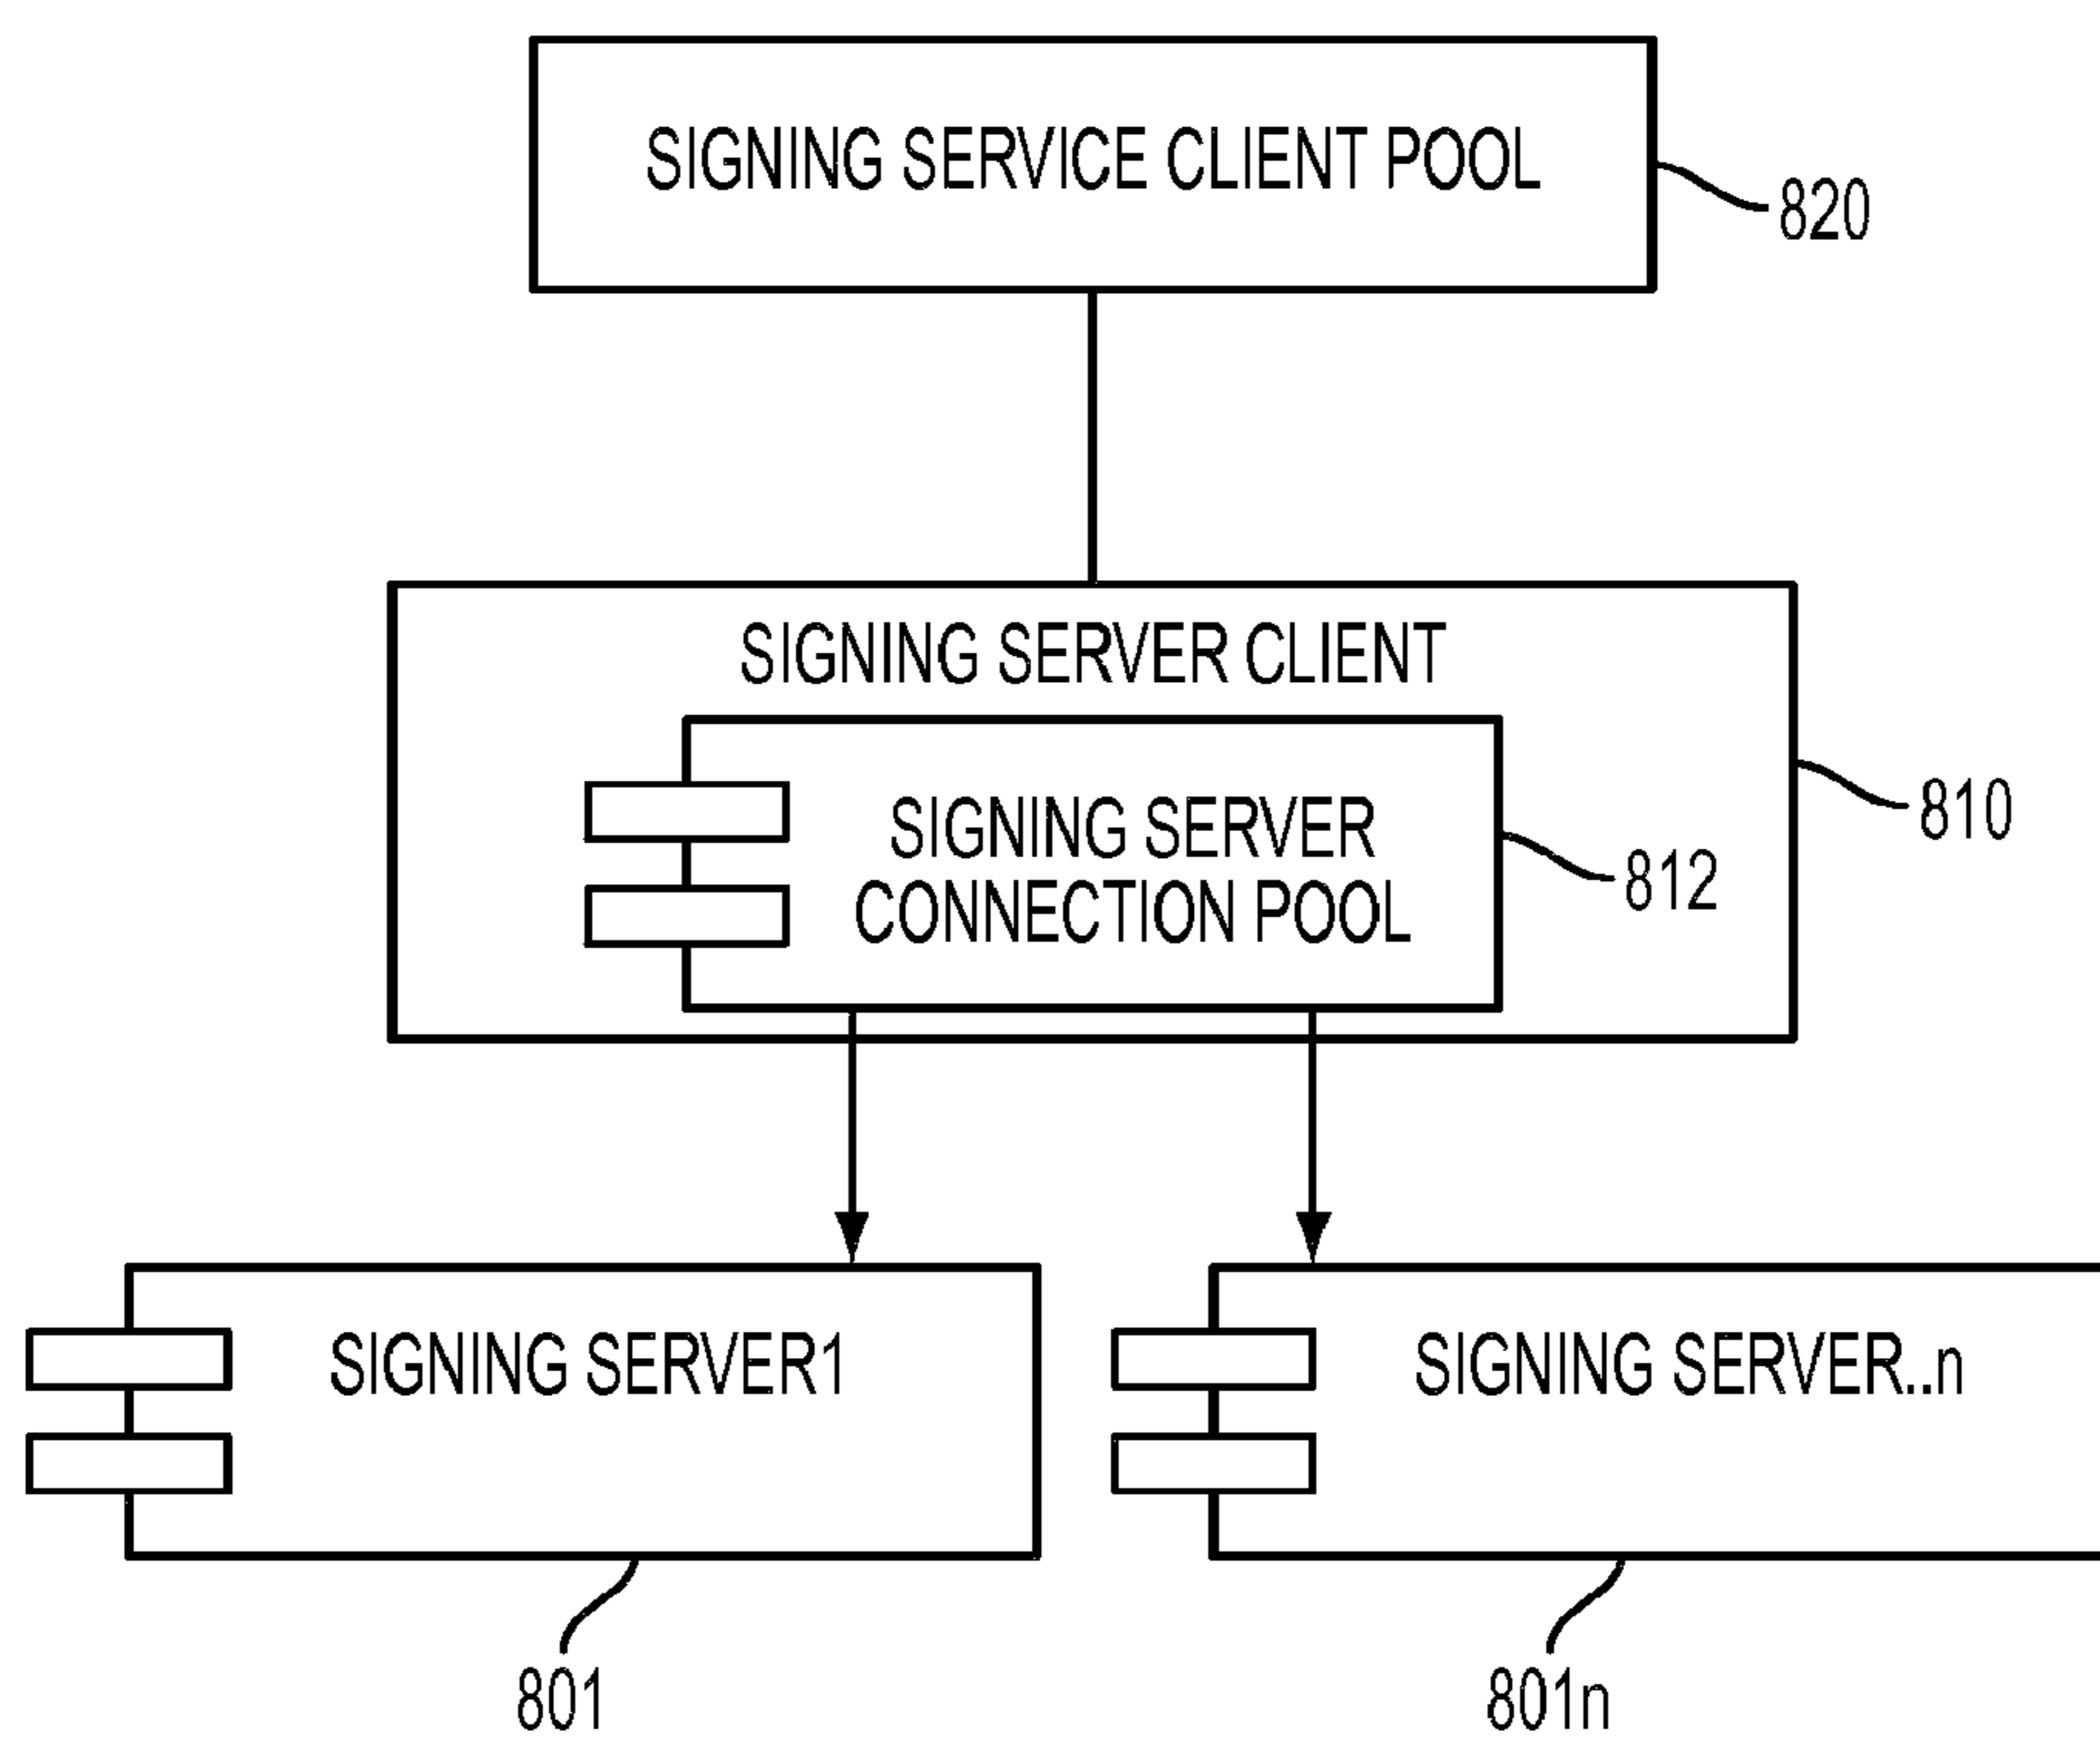 SIGNING SERVICE CLIENT POOL
820
SIGNING SERVER CLIENT
810
SIGNING SERVER
CONNECTION POOL
812
SIGNING SERVER1
SIGNING SERVER..n
801
801n